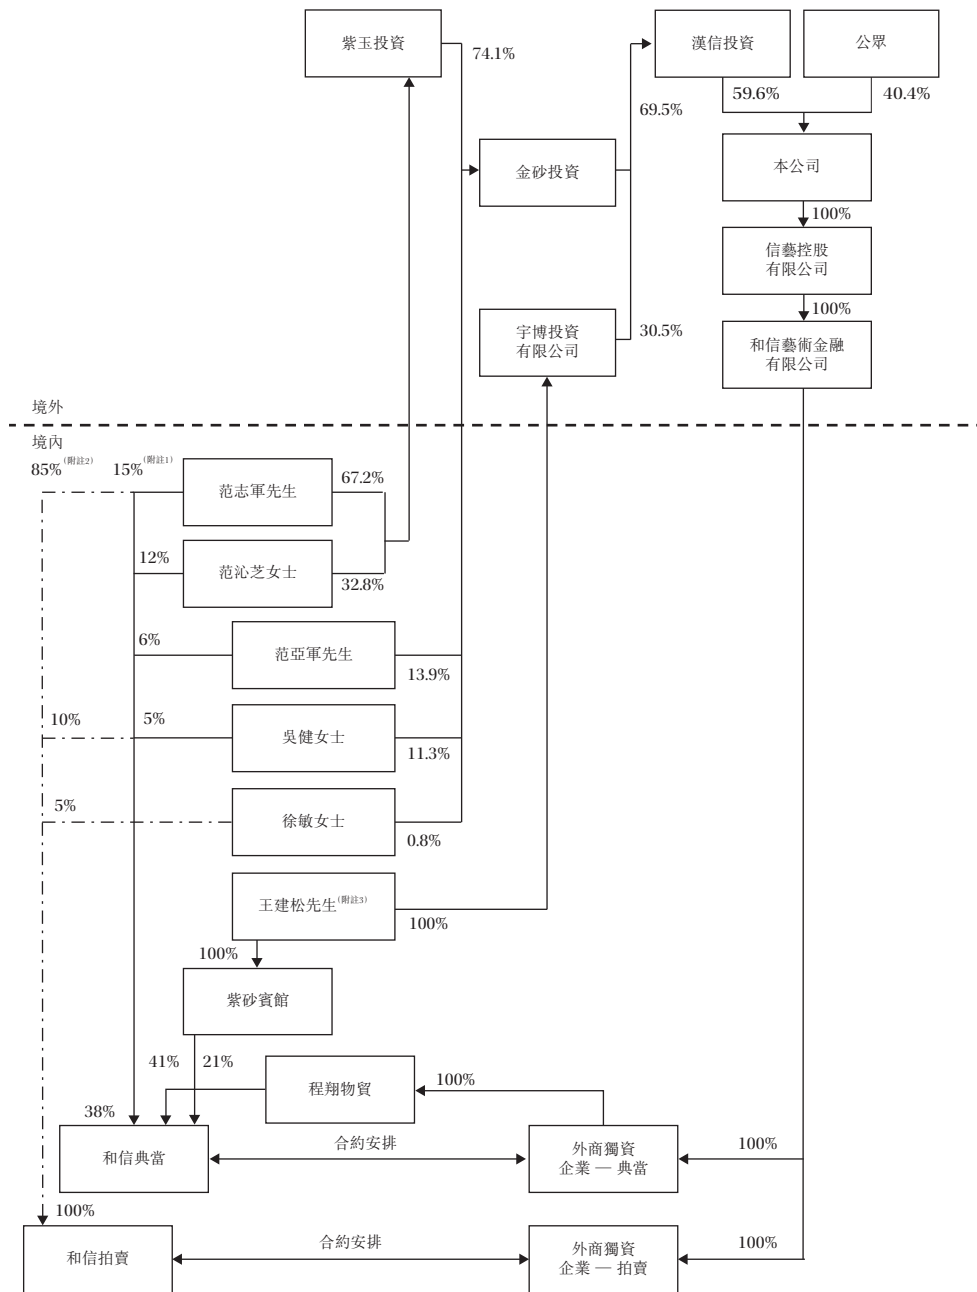 紫玉投資
漢信投資
公眾
74.1%
59.6%
40.4%
69.5%
金砂投資
本公司
100%
信藝控股
有限公司
100%
宇博投資
有限公司
30.5%
和信藝術金融
有限公司
境外
境內
85%(附註2)
15%(附註1)
范志軍先生
67.2%
12%
范沁芝女士
32.8%
6%
范亞軍先生
13.9%
10%
5%
吳健女士
11.3%
5%
徐敏女士
0.8%
王建松先生(附註3)
100%
100%
紫砂賓館
41%
21%
程翔物貿
100%
38%
和信典當
合約安排
外商獨資
企業 — 典當
100%
100%
和信拍賣
合約安排
外商獨資
企業 — 拍賣
100%